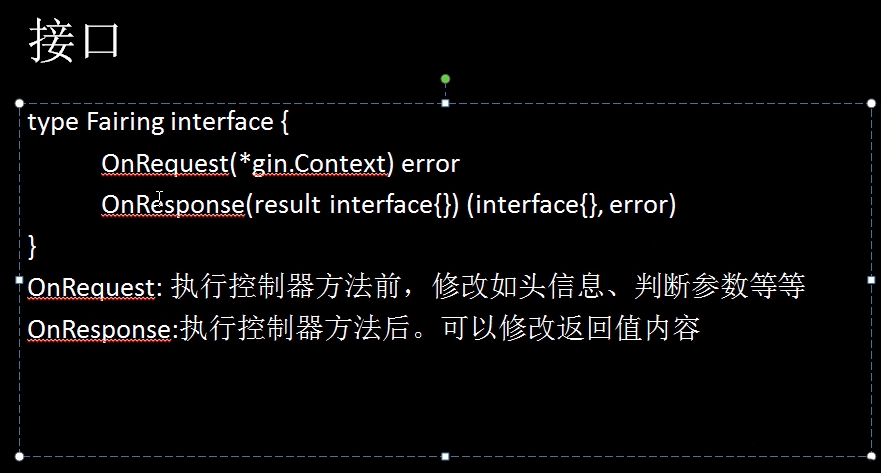 接口
type Fairing interface {
OnRequest(*gin.Context) error
OnResponse(result interface{}) (interface{}, error)
}
OnRequest: 执行控制器方法前，修改如头信息、判断参数等等
OnResponse:执行控制器方法后。可以修改返回值内容